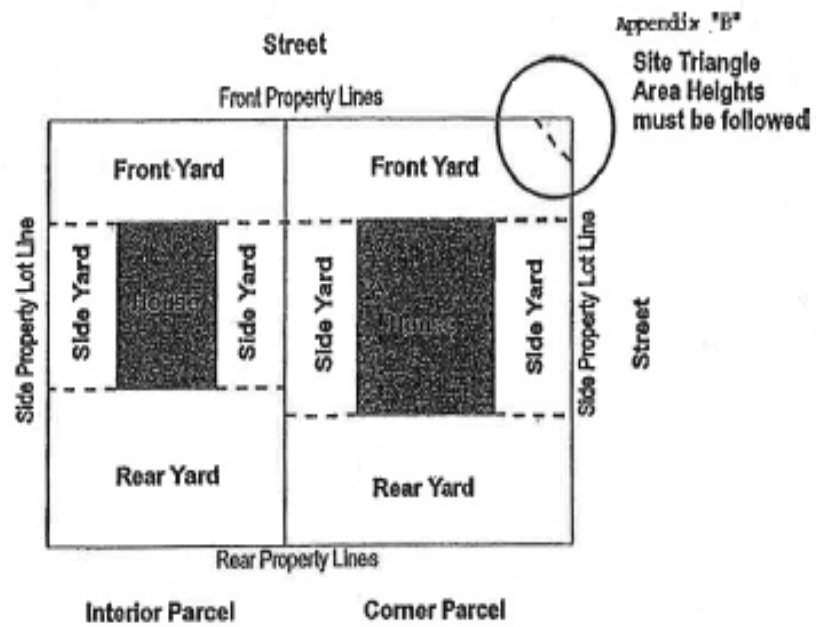 Appendix "B"
Street
Site Triangle
Area Heights
must be followed
Front Property Lines
Front Yard
Front Yard
Side Property Lot Line
Side Yard
House
Side Yard
Side Yard
House
Side Yard
Side Property Lot Line
Street
Rear Yard
Rear Yard
Rear Property Lines
Interior Parcel
Corner Parcel